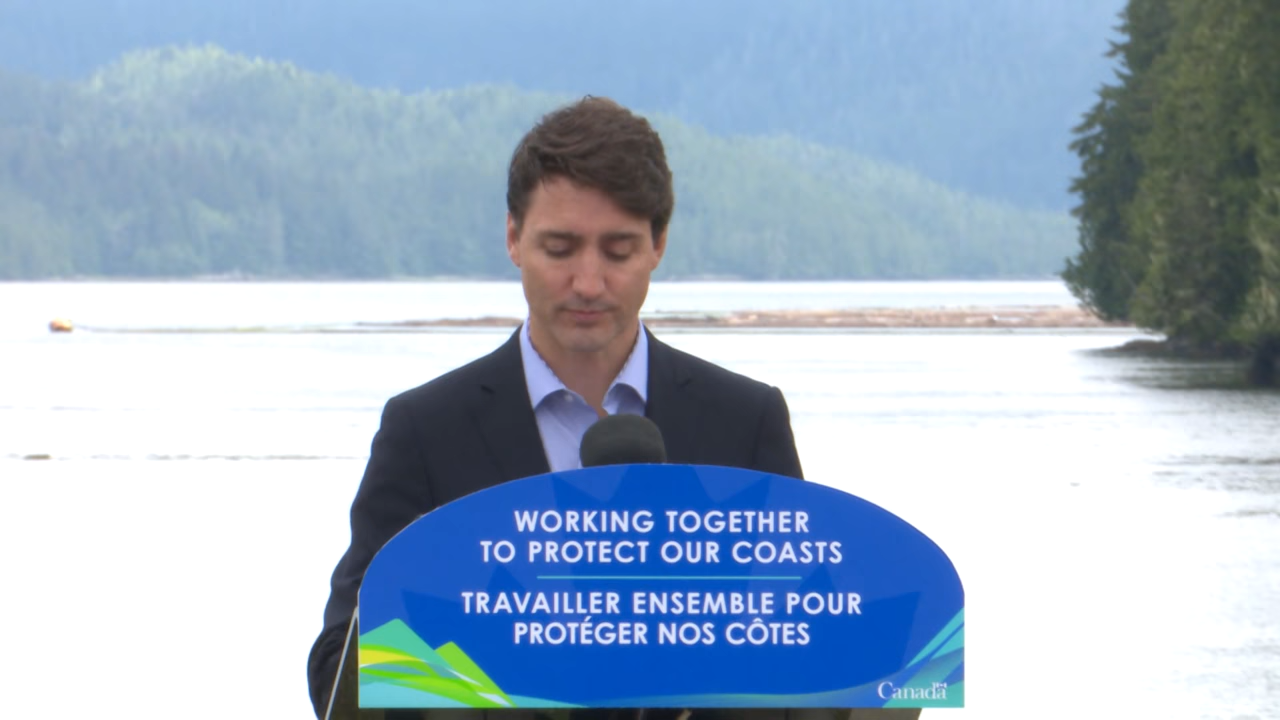 WORKING TOGETHER
TO PROTECT OUR COASTS
TRAVAILLER ENSEMBLE POUR
PROTÉGER NOS CÔTES
Canada